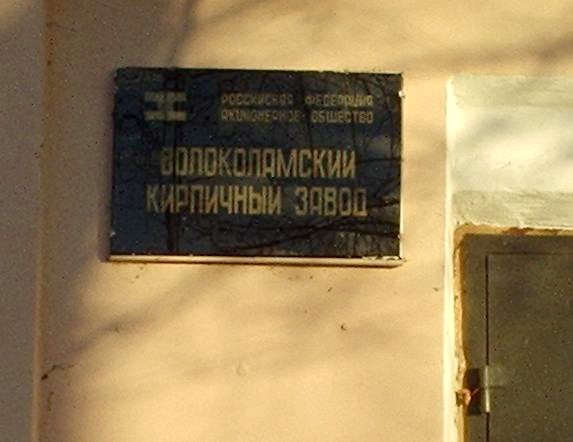 РОССИЙСКАЯ ФЕДЕРАЦИЯ
АКЦИОНЕРНОЕ ОБЩЕСТВО
ВОЛОКОЛАМСКИЙ
КИРПИЧНЫЙ ЗАВОД